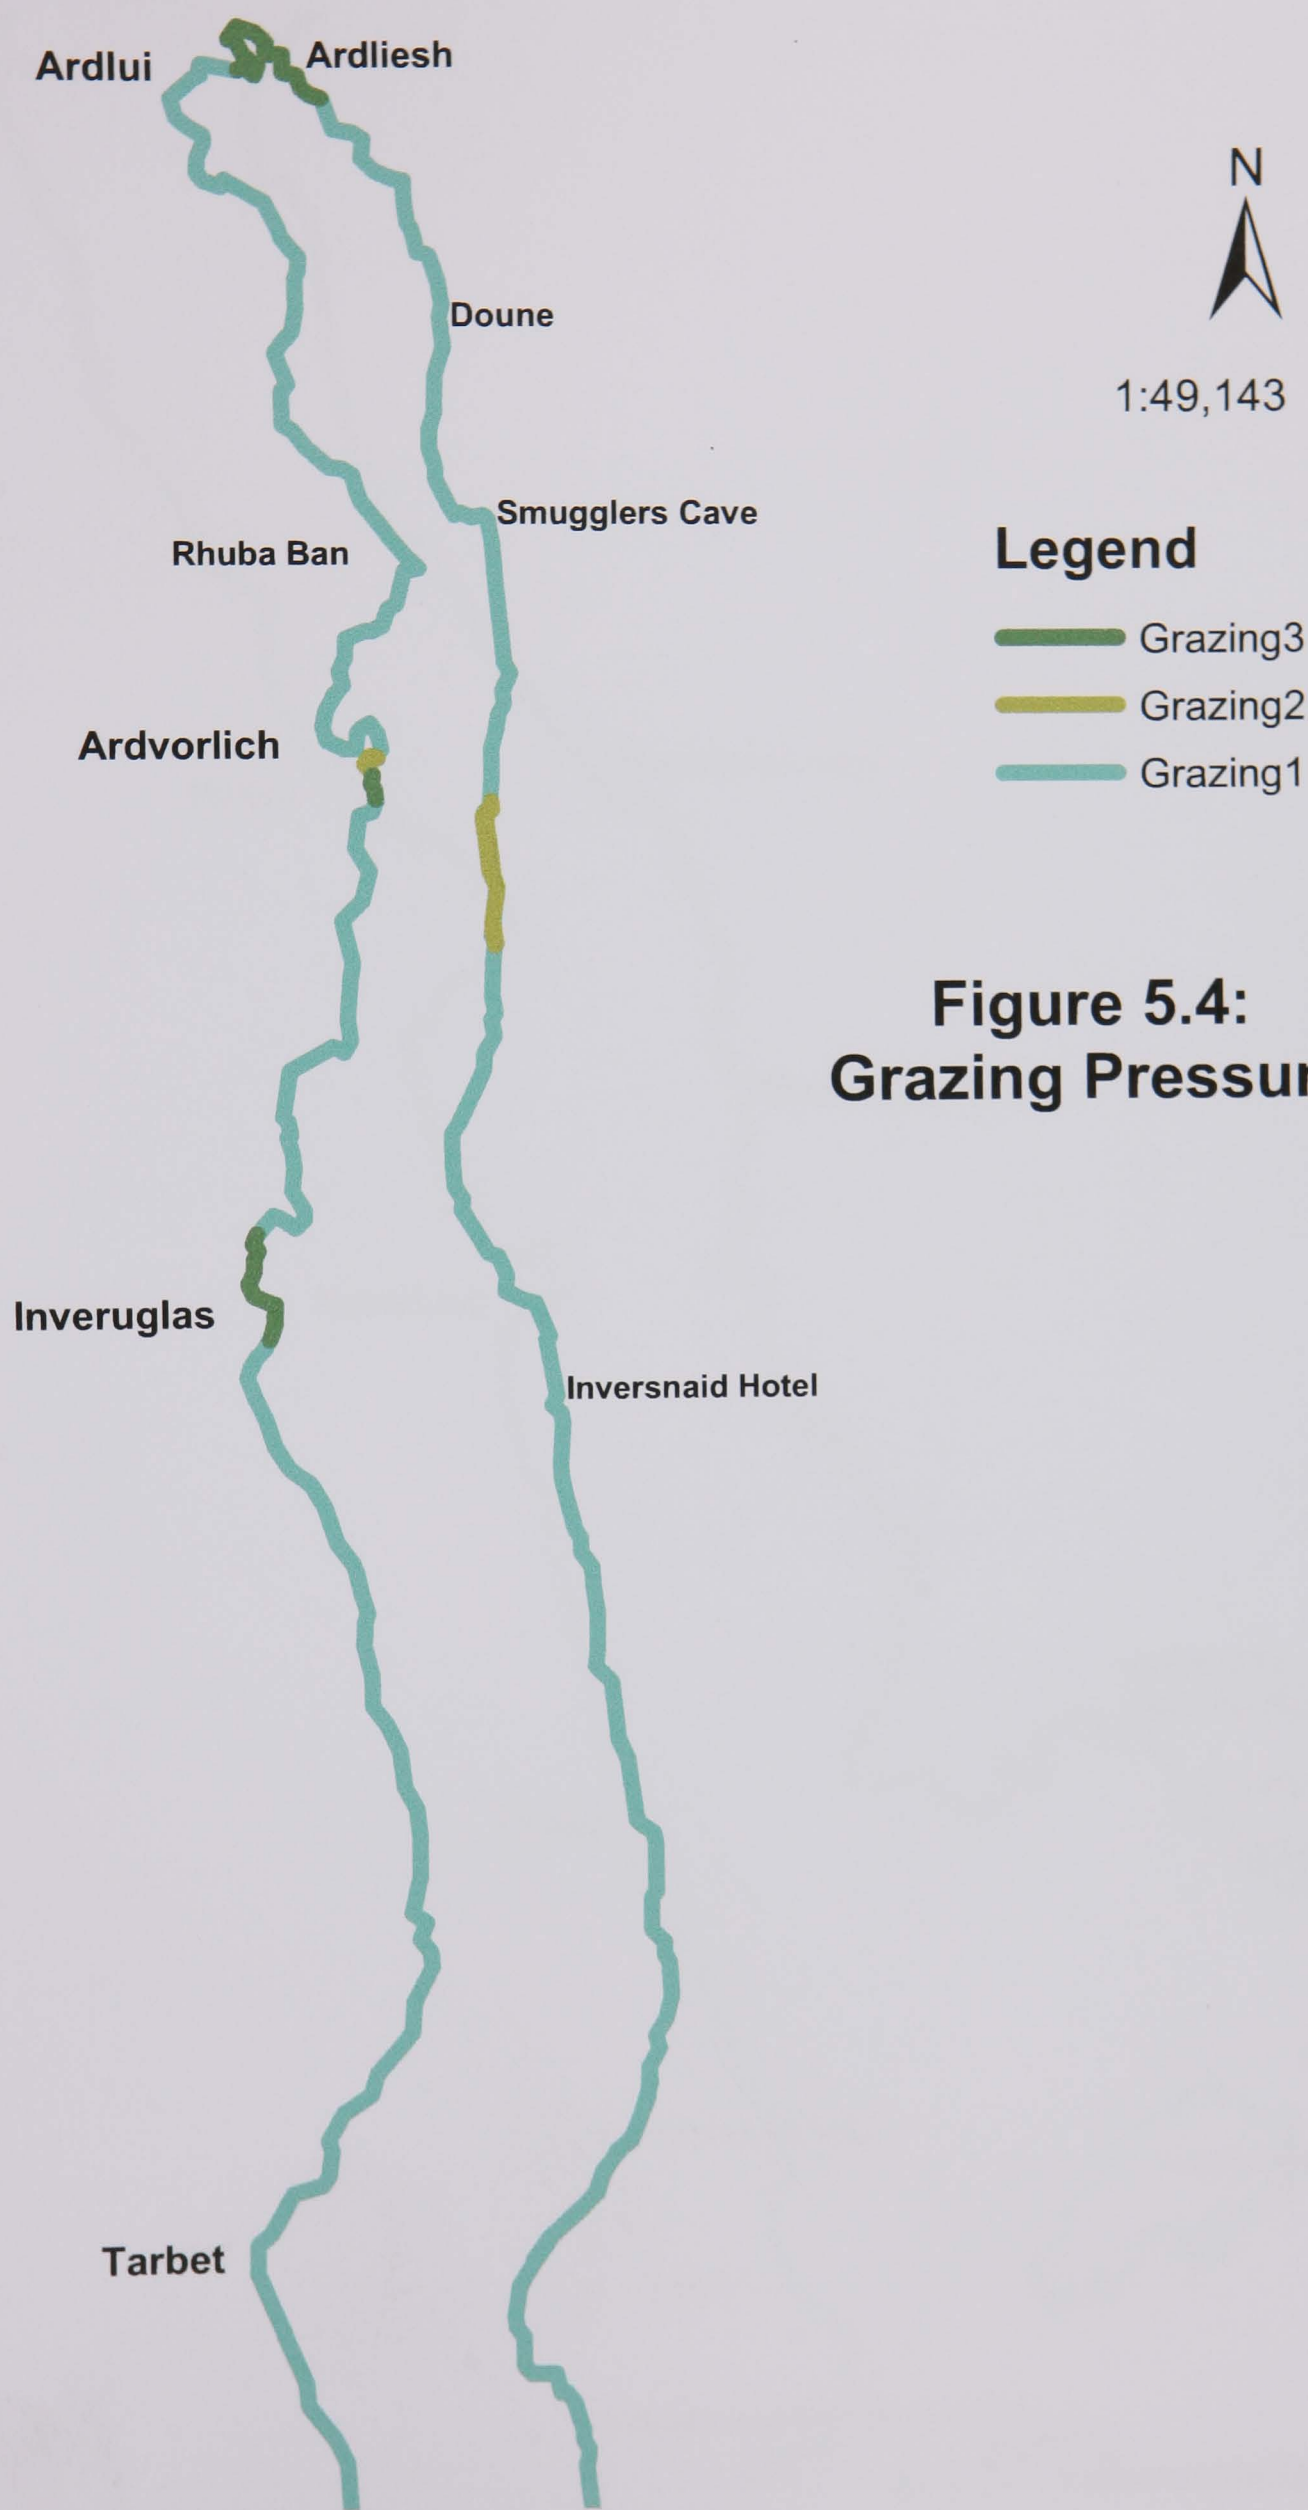 Ardlui
Ardliesh
N
Doune
1:49,143
Smugglers Cave
Rhuba Ban
Legend
Grazing3
Grazing2
Grazing1
Ardvorlich
Figure 5.4:
Grazing Pressur
Inveruglas
Inversnaid Hotel
Tarbet